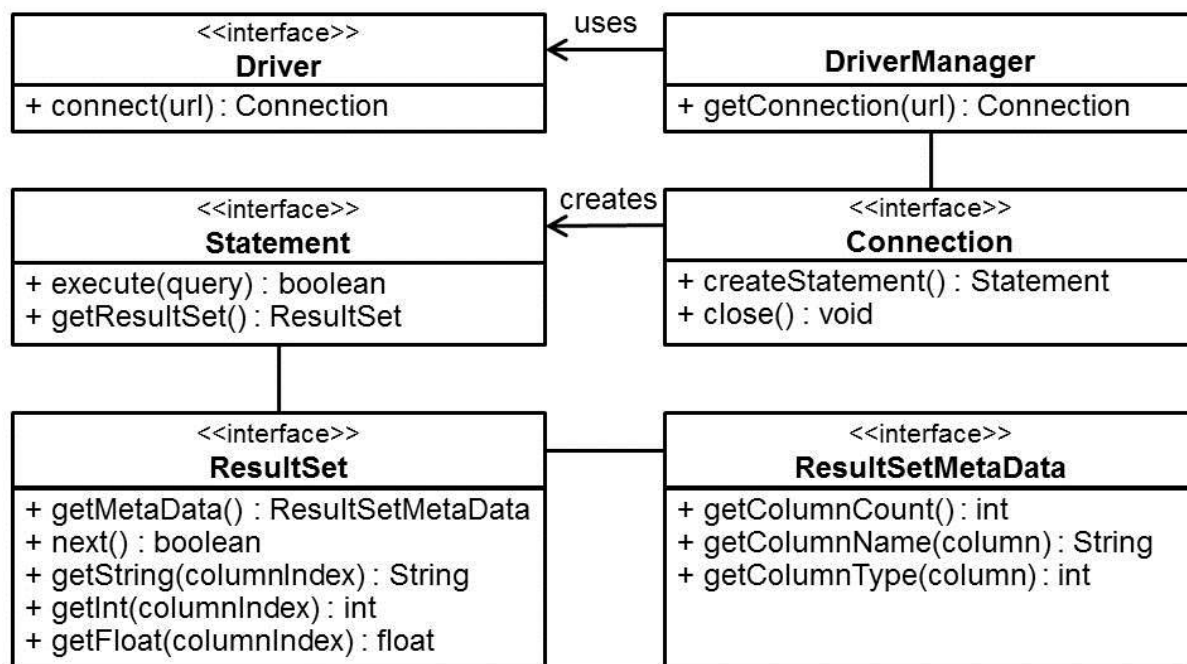 <<interface>>
Driver
+ connect(url) : Connection
uses
DriverManager
+ getConnection(url) : Connection
<<interface>>
Statement
+ execute(query) : boolean
+ getResultSet() : ResultSet
creates
<<interface>>
Connection
+ createStatement() : Statement
+ close() : void
<<interface>>
ResultSet
+ getMetaData() : ResultSetMetaData
+ next() : boolean
+ getString(columnIndex) : String
+ getInt(columnIndex) : int
+ getFloat(columnIndex) : float
<<interface>>
ResultSetMetaData
+ getColumnCount() : int
+ getColumnName(column) : String
+ getColumnType(column) : int